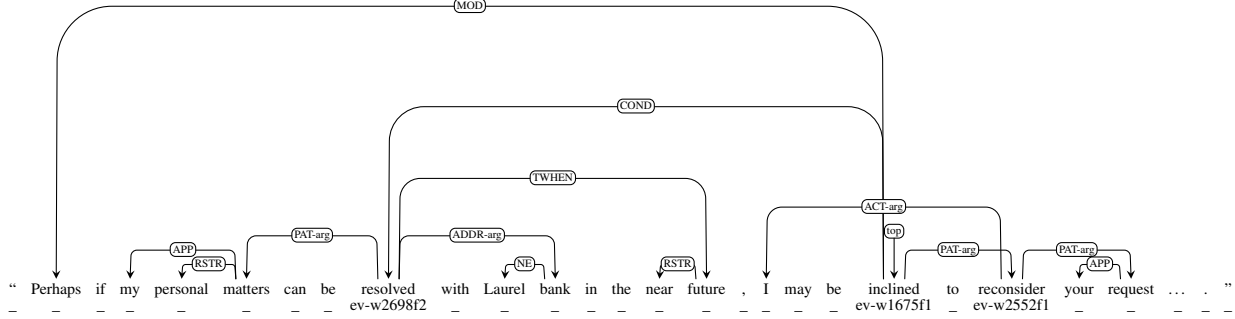 MOD
COND
TWHEN
ACT-arg
top
PAT-arg ADDR-arg PAT-arg PAT-arg
APP RSTR NE RSTR APP
“ Perhaps if my personal matters can be resolved with Laurel bank in the near future , I may be inclined to reconsider your request … . ”
_ _ _ _ _ _ _ _ ev-w2698f2 _ _ _ _ _ _ _ _ _ _ _ ev-w1675f1 _ ev-w2552f1 _ _ _ _ _